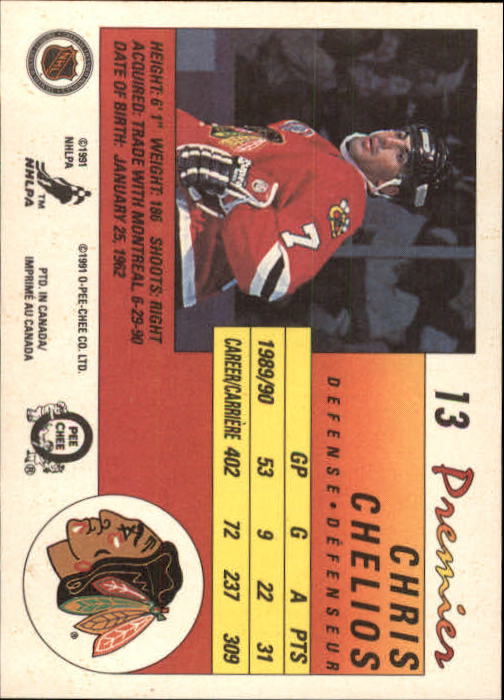 13 Premier
CHRIS
CHELIOS
DEFENSE • DÉFENSEUR
GP G A PTS
1989/90 53 9 22 31
CAREER/CARRIÈRE 402 72 237 309
7
HEIGHT: 6' 1" WEIGHT: 186 SHOOTS: RIGHT
ACQUIRED: TRADE WITH MONTREAL, 6-29-90
DATE OF BIRTH: JANUARY 25, 1962
NHL
©1991
NHLPA
NHLPA™
©1991 O-PEE-CHEE CO. LTD.
PTD. IN CANADA/
IMPRIMÉ AU CANADA
O
PEE
CHEE
®
®